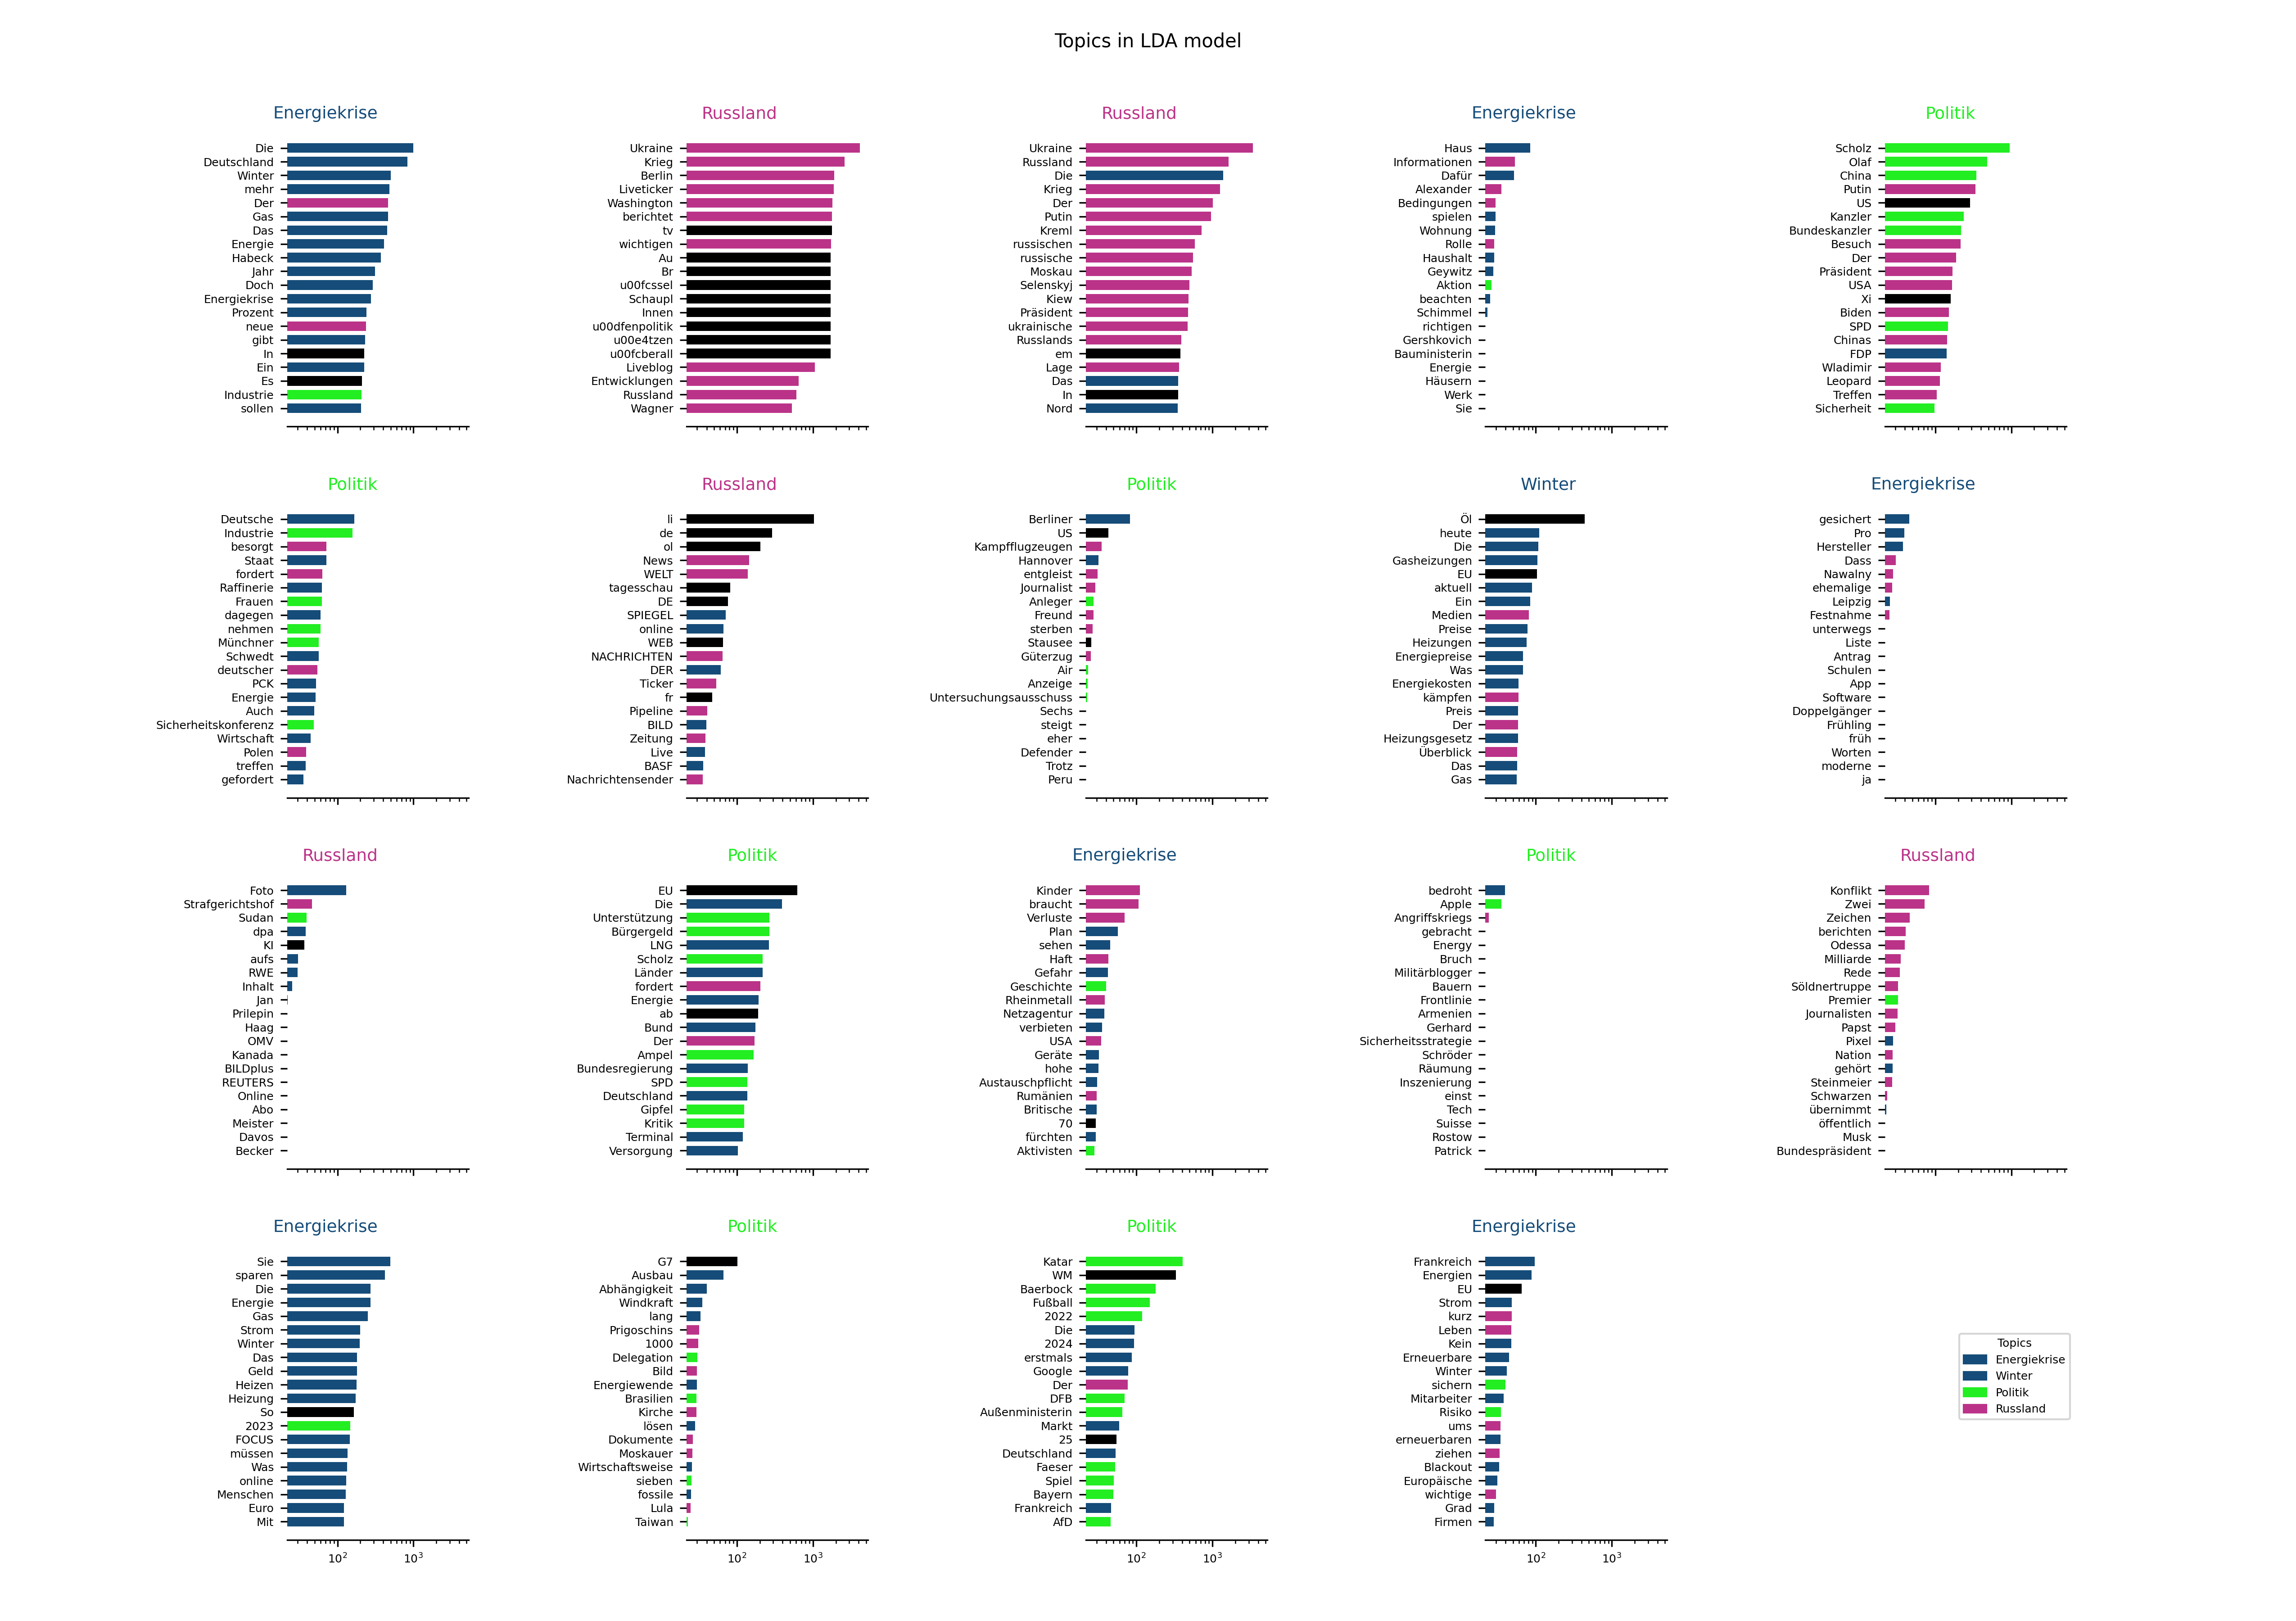 Topics in LDA model
Energiekrise
Die
Deutschland
Winter
mehr
Der
Gas
Das
Energie
Habeck
Jahr
Doch
Energiekrise
Prozent
neue
gibt
In
Ein
Es
Industrie
sollen
Russland
Ukraine
Krieg
Berlin
Liveticker
Washington
berichtet
tv
wichtigen
Au
Br
u00fcssel
Schaupl
Innen
u00dfenpolitik
u00e4tzen
u00fcberall
Liveblog
Entwicklungen
Russland
Wagner
Russland
Ukraine
Russland
Die
Krieg
Der
Putin
Kreml
russischen
russische
Moskau
Selenskyj
Kiew
Präsident
ukrainische
Russlands
em
Lage
Das
In
Nord
Energiekrise
Haus
Informationen
Dafür
Alexander
Bedingungen
spielen
Wohnung
Rolle
Haushalt
Geywitz
Aktion
beachten
Schimmel
richtigen
Gershkovich
Bauministerin
Energie
Häusern
Werk
Sie
Politik
Scholz
Olaf
China
Putin
US
Kanzler
Bundeskanzler
Besuch
Der
Präsident
USA
Xi
Biden
SPD
Chinas
FDP
Wladimir
Leopard
Treffen
Sicherheit
Politik
Deutsche
Industrie
besorgt
Staat
fordert
Raffinerie
Frauen
dagegen
nehmen
Münchner
Schwedt
deutscher
PCK
Energie
Auch
Sicherheitskonferenz
Wirtschaft
Polen
treffen
gefordert
Russland
li
de
ol
News
WELT
tagesschau
DE
SPIEGEL
online
WEB
NACHRICHTEN
DER
Ticker
fr
Pipeline
BILD
Zeitung
Live
BASF
Nachrichtensender
Politik
Berliner
US
Kampfflugzeugen
Hannover
entgleist
Journalist
Anleger
Freund
sterben
Stausee
Güterzug
Air
Anzeige
Untersuchungsausschuss
Sechs
steigt
eher
Defender
Trotz
Peru
Winter
Öl
heute
Die
Gasheizungen
EU
aktuell
Ein
Medien
Preise
Heizungen
Energiepreise
Was
Energiekosten
kämpfen
Preis
Der
Heizungsgesetz
Überblick
Das
Gas
Energiekrise
gesichert
Pro
Hersteller
Dass
Nawalny
ehemalige
Leipzig
Festnahme
unterwegs
Liste
Antrag
Schulen
App
Software
Doppelgänger
Frühling
früh
Worten
moderne
ja
Russland
Foto
Strafgerichtshof
Sudan
dpa
KI
aufs
RWE
Inhalt
Jan
Prilepin
Haag
OMV
Kanada
BILDplus
REUTERS
Online
Abo
Meister
Davos
Becker
Politik
EU
Die
Unterstützung
Bürgergeld
LNG
Scholz
Länder
fordert
Energie
ab
Bund
Der
Ampel
Bundesregierung
SPD
Deutschland
Gipfel
Kritik
Terminal
Versorgung
Energiekrise
Kinder
braucht
Verluste
Plan
sehen
Haft
Gefahr
Geschichte
Rheinmetall
Netzagentur
verbieten
USA
Geräte
hohe
Austauschpflicht
Rumänien
Britische
70
fürchten
Aktivisten
Politik
bedroht
Apple
Angriffskriegs
gebracht
Energy
Bruch
Militärblogger
Bauern
Frontlinie
Armenien
Gerhard
Sicherheitsstrategie
Schröder
Räumung
Inszenierung
einst
Tech
Suisse
Rostow
Patrick
Russland
Konflikt
Zwei
Zeichen
berichten
Odessa
Milliarde
Rede
Söldnertruppe
Premier
Journalisten
Papst
Pixel
Nation
gehört
Steinmeier
Schwarzen
übernimmt
öffentlich
Musk
Bundespräsident
Energiekrise
Sie
sparen
Die
Energie
Gas
Strom
Winter
Das
Geld
Heizen
Heizung
So
2023
FOCUS
müssen
Was
online
Menschen
Euro
Mit
10² 10³
Politik
G7
Ausbau
Abhängigkeit
Windkraft
lang
Prigoschins
1000
Delegation
Bild
Energiewende
Brasilien
Kirche
lösen
Dokumente
Moskauer
Wirtschaftsweise
sieben
fossile
Lula
Taiwan
10² 10³
Politik
Katar
WM
Baerbock
Fußball
2022
Die
2024
erstmals
Google
Der
DFB
Außenministerin
Markt
25
Deutschland
Faeser
Spiel
Bayern
Frankreich
AfD
10² 10³
Energiekrise
Frankreich
Energien
EU
Strom
kurz
Leben
Kein
Erneuerbare
Winter
sichern
Mitarbeiter
Risiko
ums
erneuerbaren
ziehen
Blackout
Europäische
wichtige
Grad
Firmen
10² 10³
Topics
Energiekrise
Winter
Politik
Russland